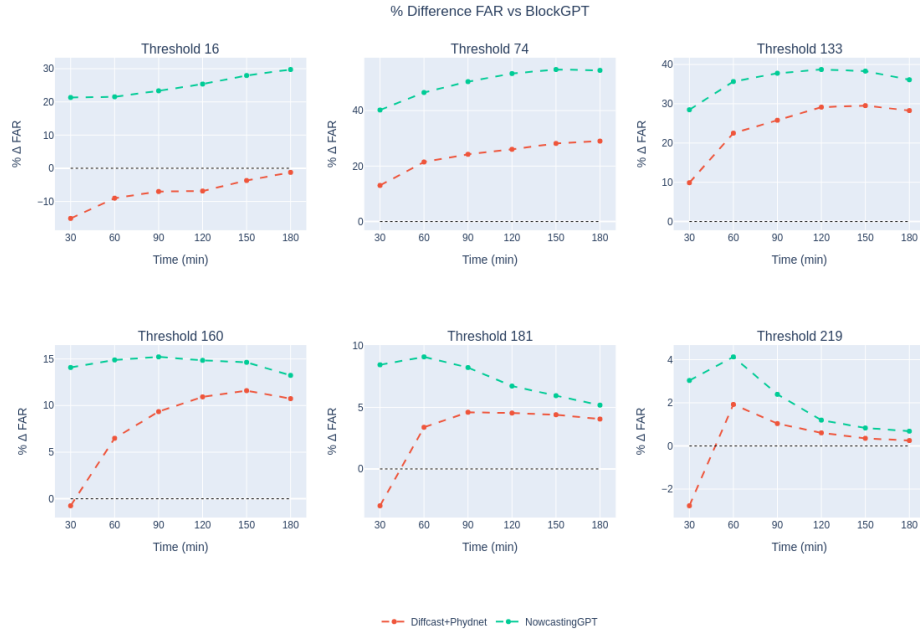 % Difference FAR vs BlockGPT
Threshold 16
Threshold 74
Threshold 133
% Δ FAR
30
20
10
0
−10
30 60 90 120 150 180
Time (min)
% Δ FAR
40
20
0
30 60 90 120 150 180
Time (min)
% Δ FAR
40
30
20
10
0
30 60 90 120 150 180
Time (min)
Threshold 160
Threshold 181
Threshold 219
% Δ FAR
15
10
5
0
30 60 90 120 150 180
Time (min)
% Δ FAR
10
5
0
30 60 90 120 150 180
Time (min)
% Δ FAR
4
2
0
−2
30 60 90 120 150 180
Time (min)
Diffcast+Phydnet NowcastingGPT